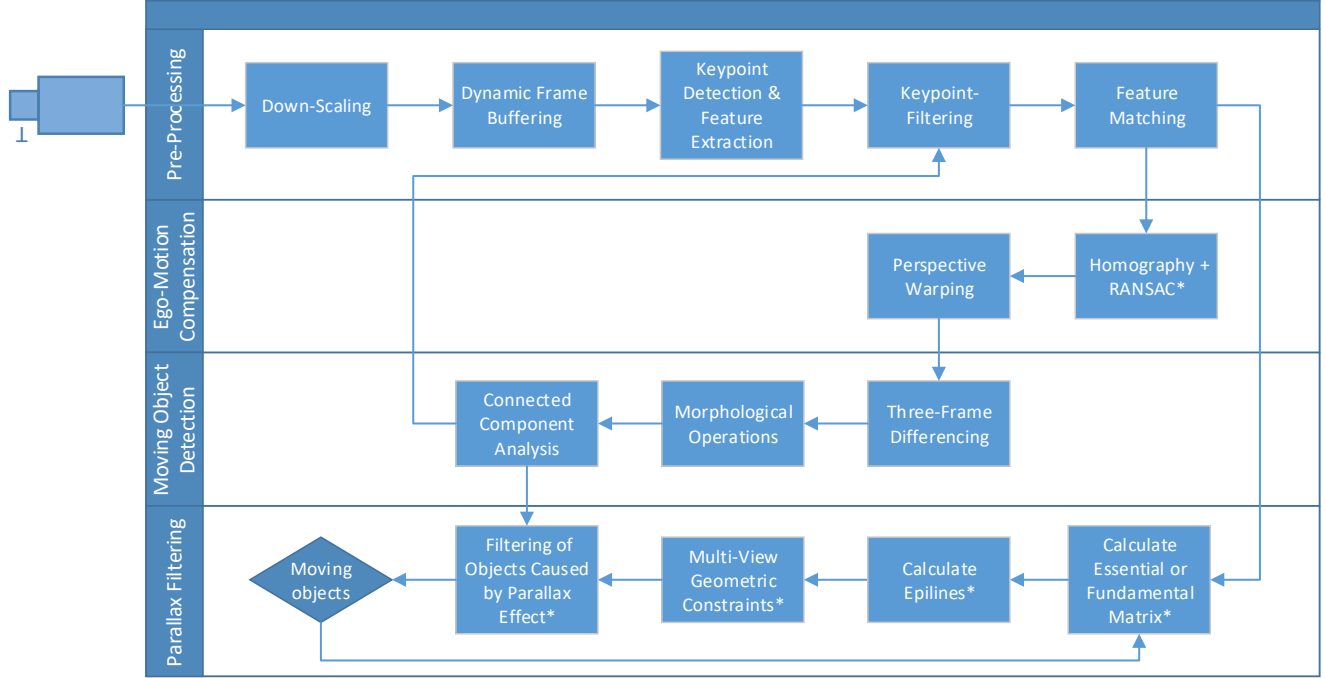 Pre-Processing
Down-Scaling
Dynamic Frame
Buffering
Keypoint
Detection &
Feature
Extraction
Keypoint-
Filtering
Feature
Matching
Ego-Motion
Compensation
Perspective
Warping
Homography +
RANSAC*
Moving Object
Detection
Connected
Component
Analysis
Morphological
Operations
Three-Frame
Differencing
Parallax Filtering
Moving
objects
Filtering of
Objects Caused
by Parallax
Effect*
Multi-View
Geometric
Constraints*
Calculate
Epilines*
Calculate
Essential or
Fundamental
Matrix*